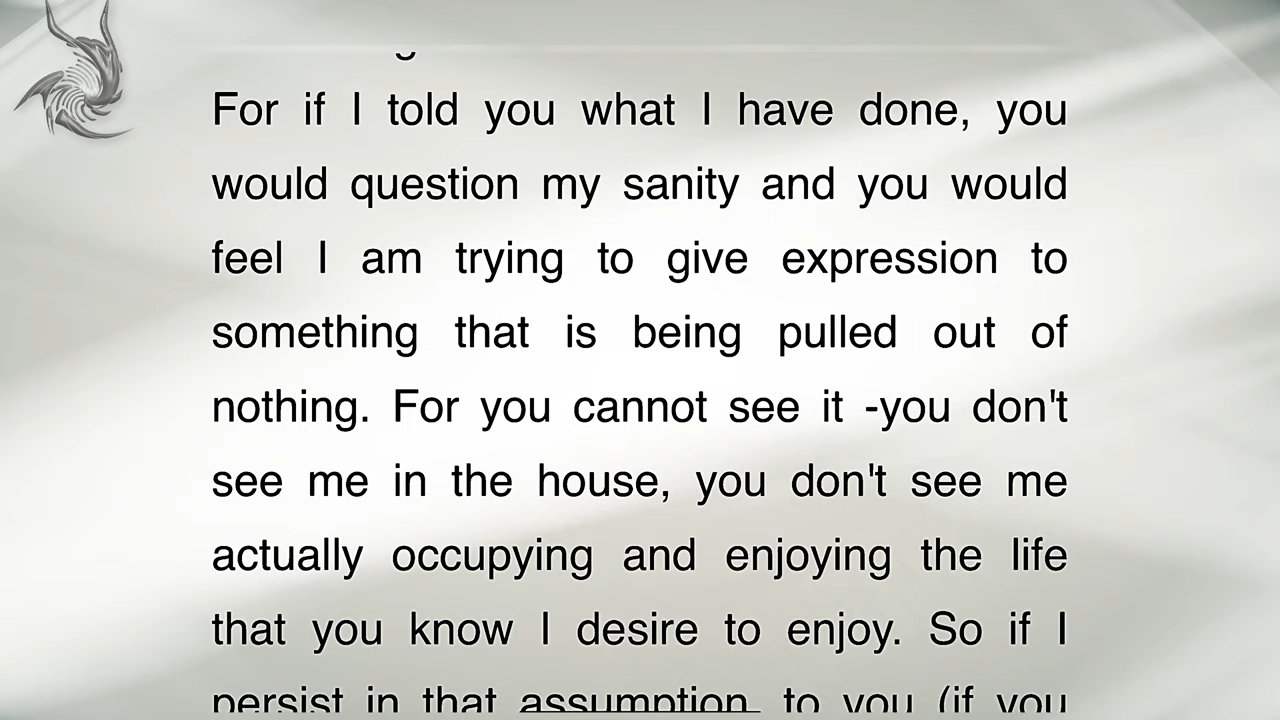 For if I told you what I have done, you
would question my sanity and you would
feel I am trying to give expression to
something that is being pulled out of
nothing. For you cannot see it -you don't
see me in the house, you don't see me
actually occupying and enjoying the life
that you know I desire to enjoy. So if I
persist in that assumption, to you (if you